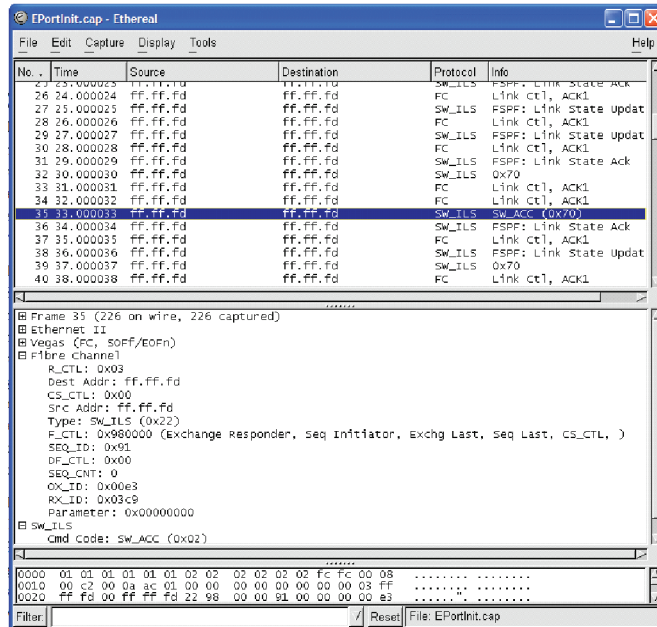 EPortInit.cap - Ethereal
File Edit Capture Display Tools Help
No. . Time Source Destination Protocol Info
25 23.000023 ff.ff.fd ff.ff.fd SW_ILS FSPF: Link State Ack
26 24.000024 ff.ff.fd ff.ff.fd FC Link Ctl, ACK1
27 25.000025 ff.ff.fd ff.ff.fd SW_ILS FSPF: Link State Updat
28 26.000026 ff.ff.fd ff.ff.fd FC Link Ctl, ACK1
29 27.000027 ff.ff.fd ff.ff.fd SW_ILS FSPF: Link State Updat
30 28.000028 ff.ff.fd ff.ff.fd FC Link Ctl, ACK1
31 29.000029 ff.ff.fd ff.ff.fd SW_ILS FSPF: Link State Ack
32 30.000030 ff.ff.fd ff.ff.fd SW_ILS 0x70
33 31.000031 ff.ff.fd ff.ff.fd FC Link Ctl, ACK1
34 32.000032 ff.ff.fd ff.ff.fd FC Link Ctl, ACK1
35 33.000033 ff.ff.fd ff.ff.fd SW_ILS SW_ACC (0x70)
36 34.000034 ff.ff.fd ff.ff.fd SW_ILS FSPF: Link State Ack
37 35.000035 ff.ff.fd ff.ff.fd FC Link Ctl, ACK1
38 36.000036 ff.ff.fd ff.ff.fd SW_ILS FSPF: Link State Updat
39 37.000037 ff.ff.fd ff.ff.fd SW_ILS 0x70
40 38.000038 ff.ff.fd ff.ff.fd FC Link Ctl, ACK1
Frame 35 (226 on wire, 226 captured)
Ethernet II
Vegas (FC, SOFf/EOFn)
Fibre Channel
R_CTL: 0x03
Dest Addr: ff.ff.fd
CS_CTL: 0x00
Src Addr: ff.ff.fd
Type: SW_ILS (0x22)
F_CTL: 0x980000 (Exchange Responder, Seq Initiator, Exchg Last, Seq Last, CS_CTL, )
SEQ_ID: 0x91
DF_CTL: 0x00
SEQ_CNT: 0
OX_ID: 0x00e3
RX_ID: 0x03c9
Parameter: 0x00000000
SW_ILS
Cmd Code: SW_ACC (0x02)
0000 01 01 01 01 01 01 02 02 02 02 02 02 fc fc 00 08 ........ ........
0010 00 c2 00 0a ac 01 00 00 00 00 00 00 00 00 03 ff ........ ........
0020 ff fd 00 ff ff fd 22 98 00 00 91 00 00 00 00 e3 ......". ........
Filter: / Reset File: EPortInit.cap